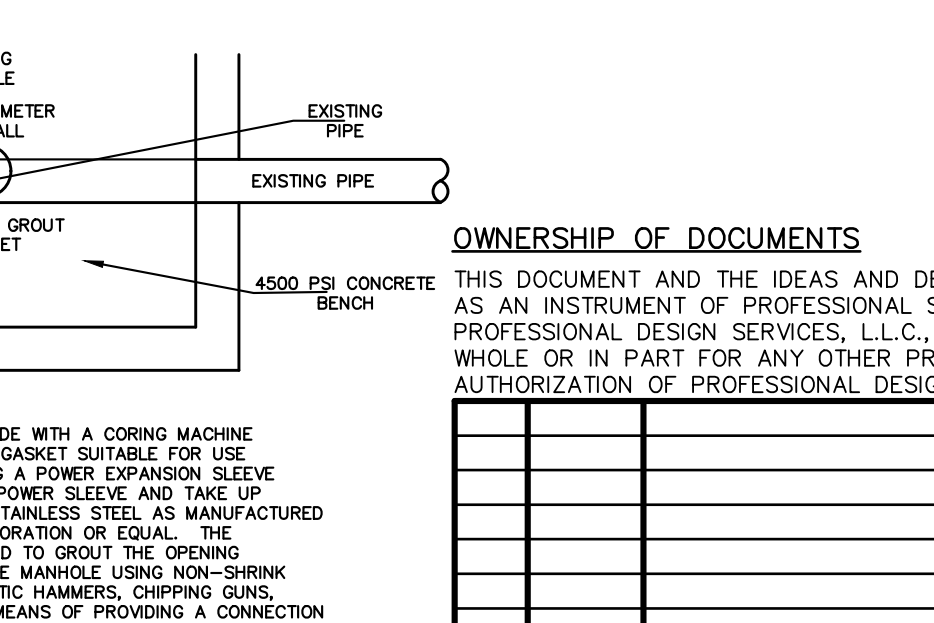 G
LE
METER
ALL
EXISTING
PIPE
EXISTING PIPE
GROUT
ET
4500 PSI CONCRETE
BENCH
OWNERSHIP OF DOCUMENTS
THIS DOCUMENT AND THE IDEAS AND DE
AS AN INSTRUMENT OF PROFESSIONAL S
PROFESSIONAL DESIGN SERVICES, L.L.C.,
WHOLE OR IN PART FOR ANY OTHER PR
AUTHORIZATION OF PROFESSIONAL DESIG
DE WITH A CORING MACHINE
GASKET SUITABLE FOR USE
G A POWER EXPANSION SLEEVE
POWER SLEEVE AND TAKE UP
TAINLESS STEEL AS MANUFACTURED
ORATION OR EQUAL. THE
D TO GROUT THE OPENING
E MANHOLE USING NON-SHRINK
TIC HAMMERS, CHIPPING GUNS,
MEANS OF PROVIDING A CONNECTION